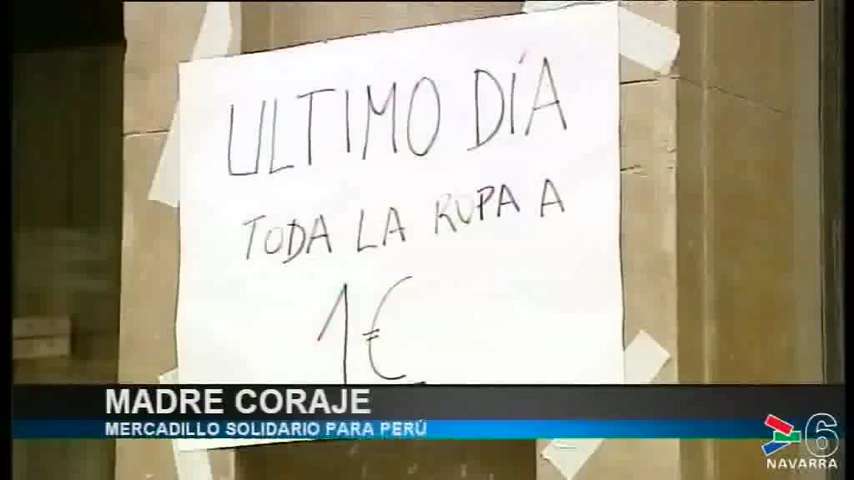 ULTIMO DÍA
TODA LA ROPA A
1€
MADRE CORAJE
MERCADILLO SOLIDARIO PARA PERÚ
6
NAVARRA